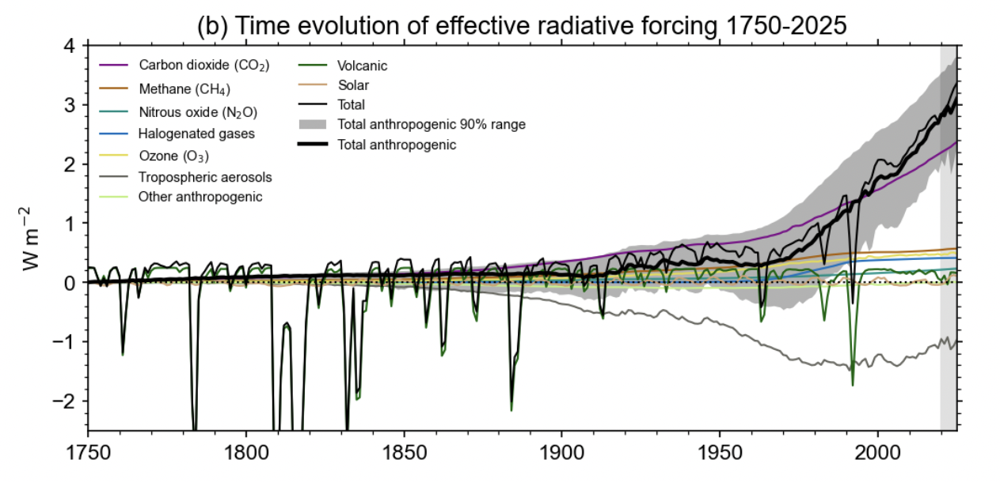 (b) Time evolution of effective radiative forcing 1750-2025
W m⁻²
4
3
2
1
0
−1
−2
Carbon dioxide (CO₂)
Methane (CH₄)
Nitrous oxide (N₂O)
Halogenated gases
Ozone (O₃)
Tropospheric aerosols
Other anthropogenic
Volcanic
Solar
Total
Total anthropogenic 90% range
Total anthropogenic
1750 1800 1850 1900 1950 2000